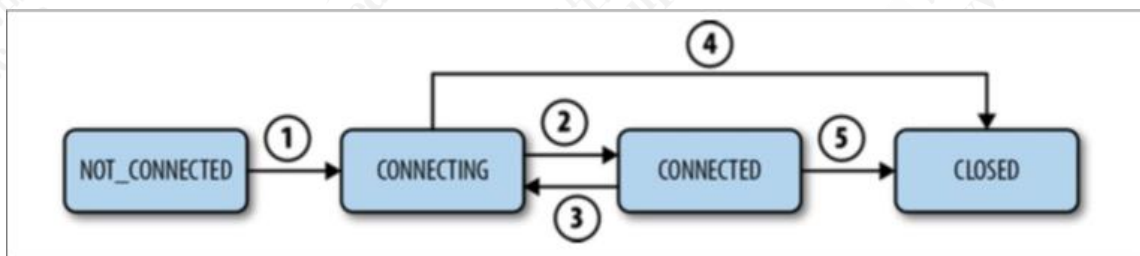 4
1
2
5
NOT_CONNECTED
CONNECTING
CONNECTED
CLOSED
3